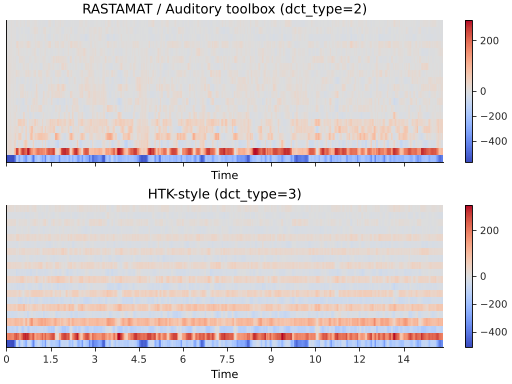 RASTAMAT / Auditory toolbox (dct_type=2)
200
0
−200
−400
Time
HTK-style (dct_type=3)
200
0
−200
−400
0 1.5 3 4.5 6 7.5 9 10 12 14
Time